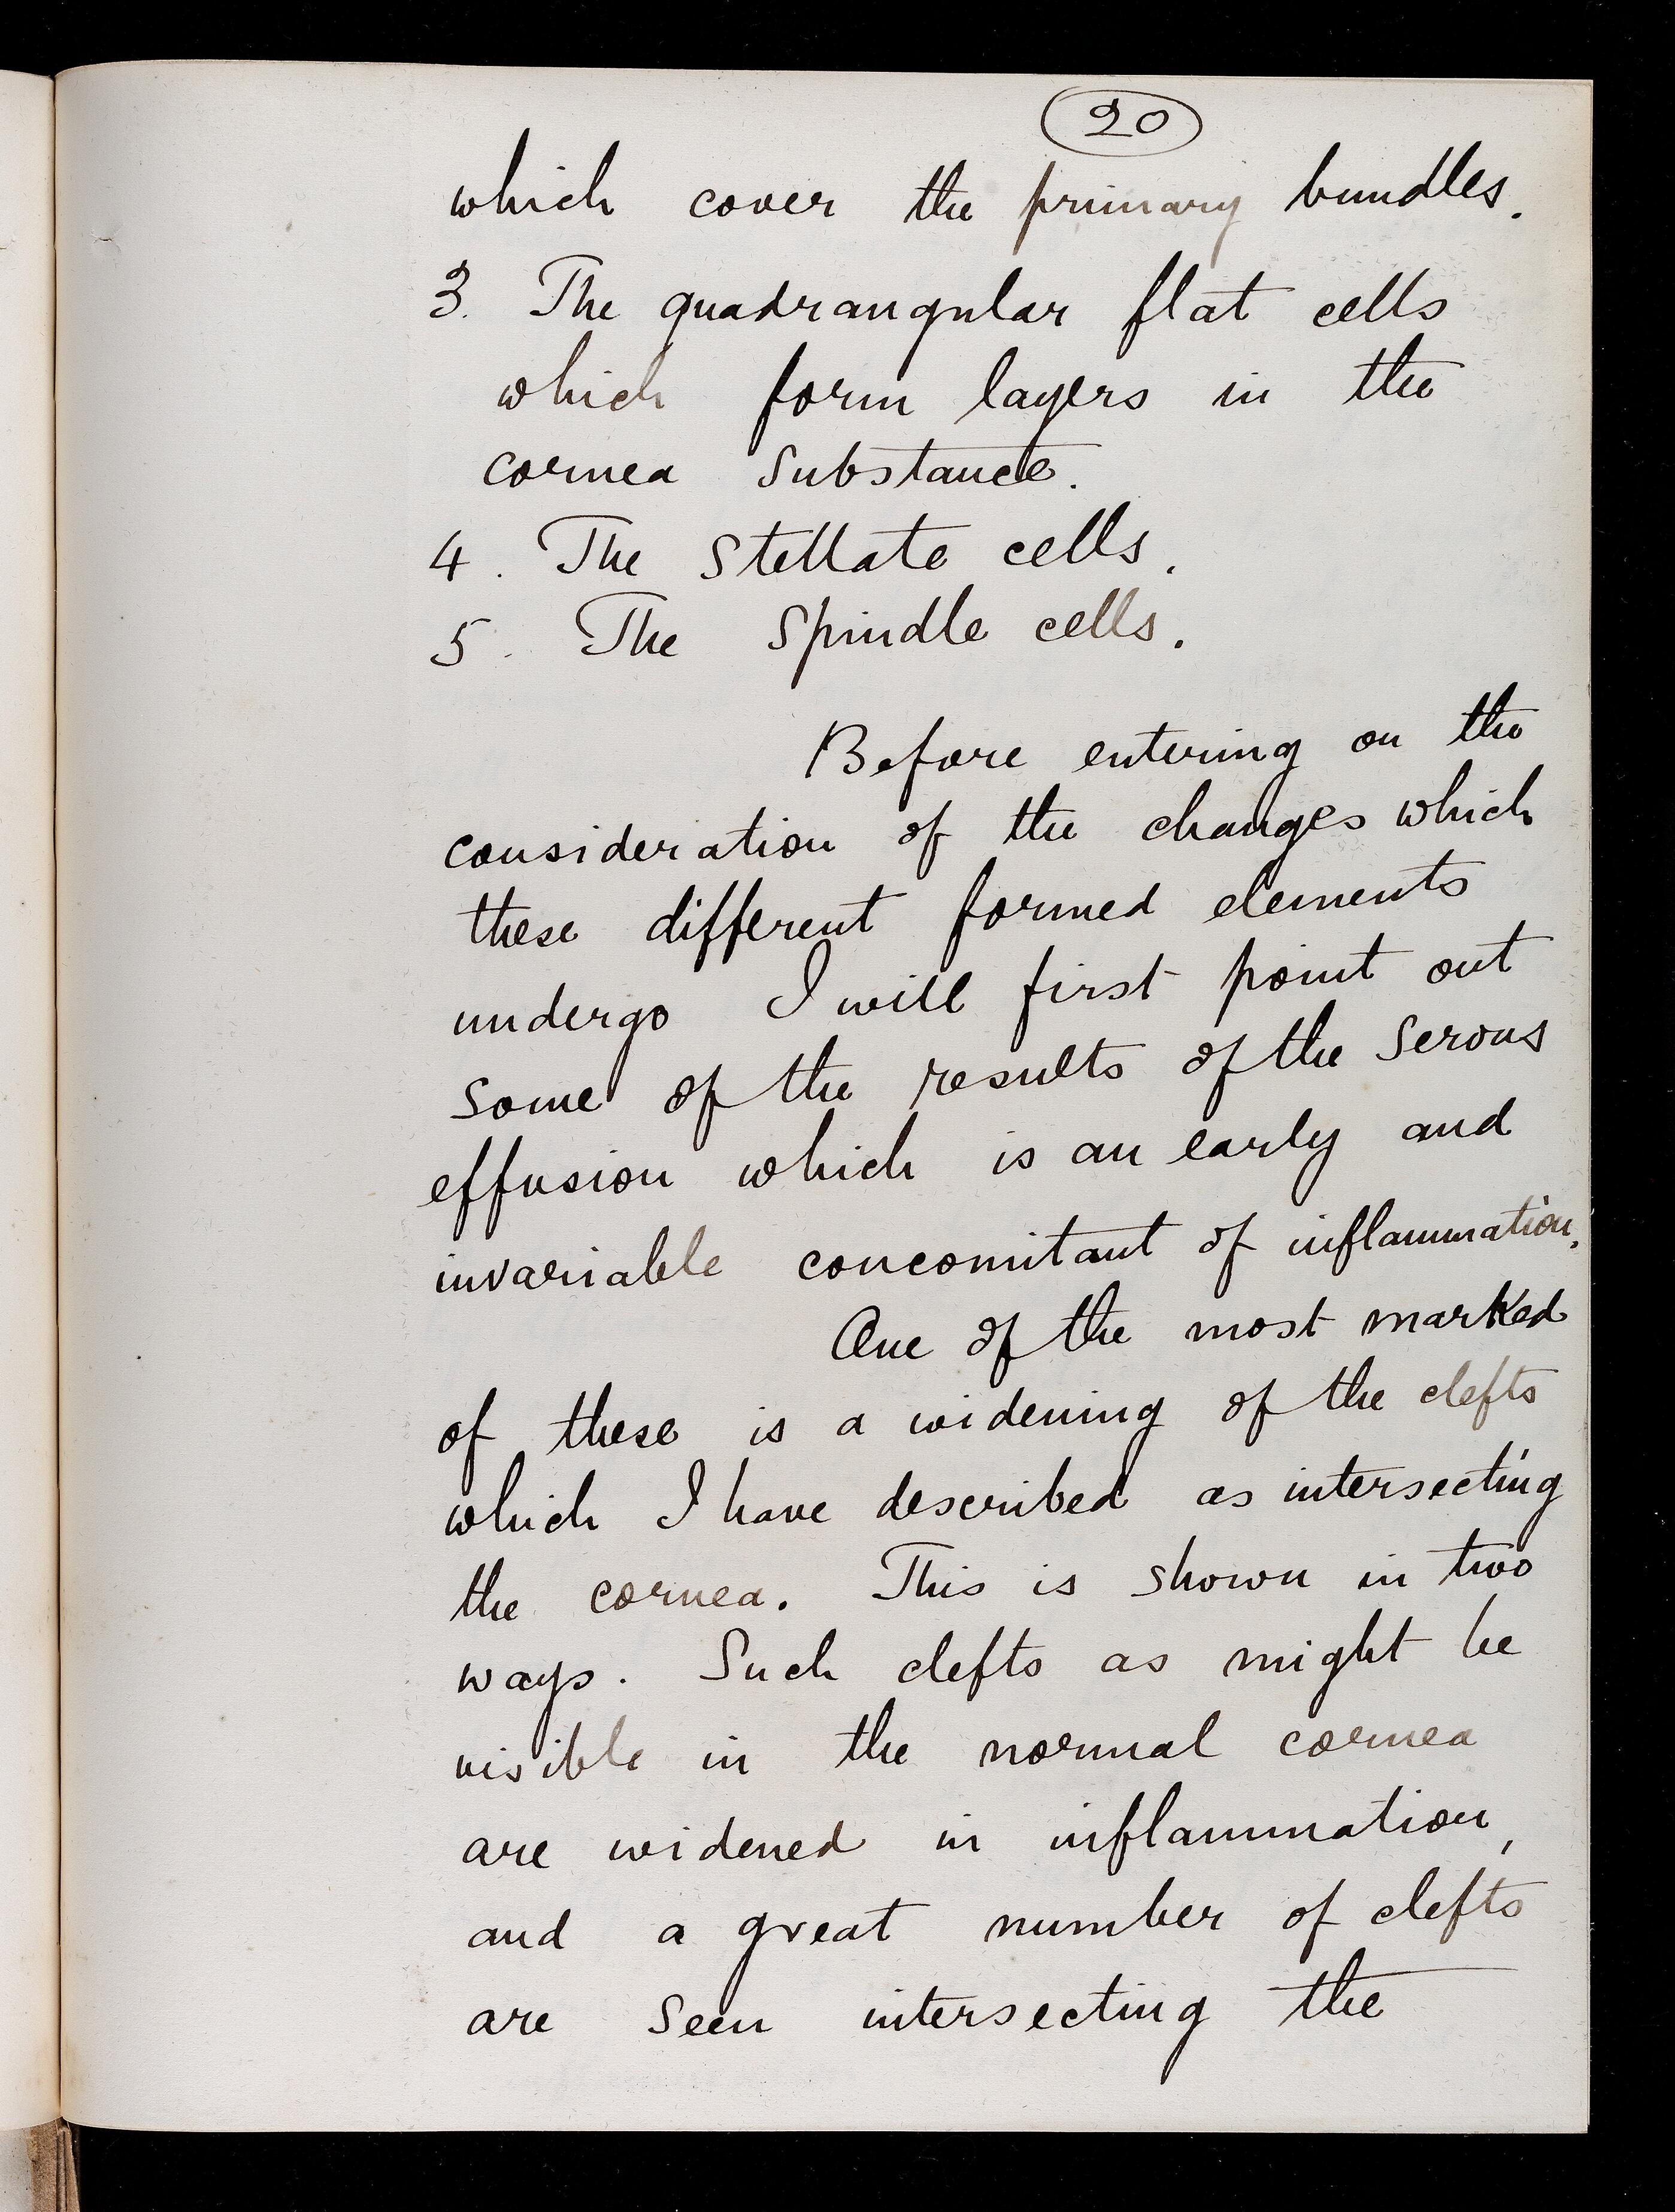 20
which cover the primary bundles.
3. The quadrangular flat cells
which form layers in the
cornea substance.
4. The Stellate cells.
5. The Spindle cells.
Before entering on the
consideration of the changes which
these different formed elements
undergo I will first point out
some of the results of the serous
effusion which is an early and
invariable concomitant of inflammation.
One of the most marked
of these is a widening of the clefts
which I have described as intersecting
the cornea. This is shown in two
ways. Such clefts as might be
visible in the normal cornea
are widened in inflammation,
and a great number of clefts
are seen intersecting the